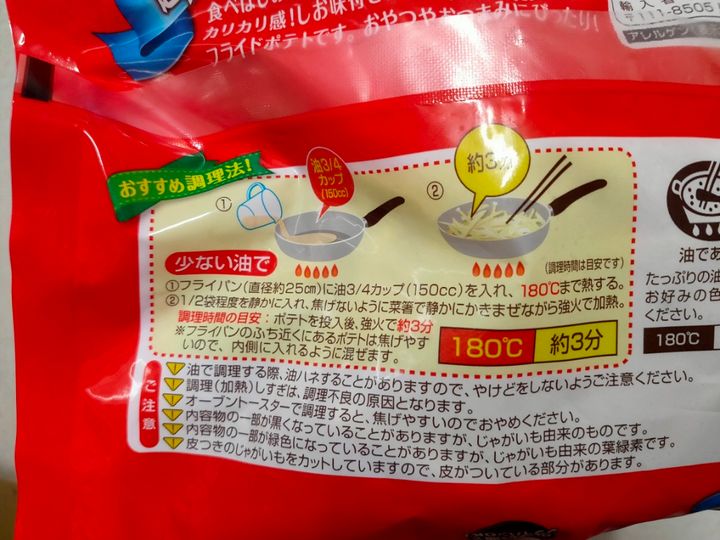 食べは
カリカリ感!しお味付
フライドポテトです。おやつやおつまみにぴったり!
輸入者
〒111-8505
アレルゲン
おすすめ調理法!
①
油3/4
カップ
(150cc)
②
約3分
少ない油で
(調理時間は目安です)
①フライパン(直径約25cm)に油3/4カップ(150cc)を入れ、180℃まで熱する。
②1/2袋程度を静かに入れ、焦げないように菜箸で静かにかきまぜながら強火で加熱。
調理時間の目安:ポテトを投入後、強火で約3分
※フライパンのふち近くにあるポテトは焦げやす
いので、内側に入れるように混ぜます。
180℃ 約3分
油であ
たっぷりの油
お好みの色
ください。
180℃
ご注意
油で調理する際、油ハネすることがありますので、やけどをしないようご注意ください。
調理(加熱)しすぎは、調理不良の原因となります。
オーブントースターで調理すると、焦げやすいのでおやめください。
内容物の一部が黒くなっていることがありますが、じゃがいも由来のものです。
内容物の一部が緑色になっていることがありますが、じゃがいも由来の葉緑素です。
皮つきのじゃがいもをカットしていますので、皮がついている部分があります。